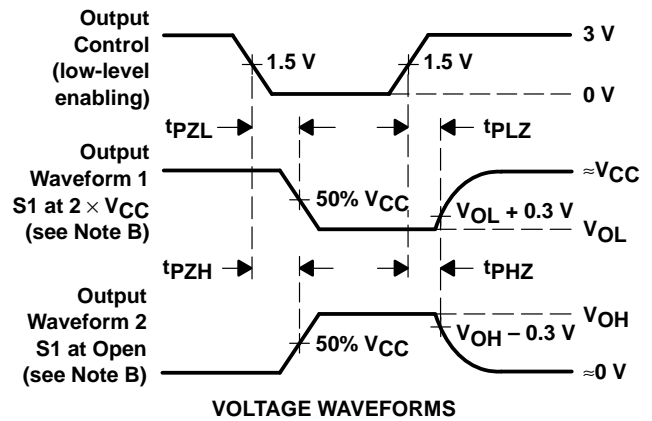 Output
Control
(low-level
enabling)
1.5 V
1.5 V
3 V
0 V
tPZL
tPLZ
Output
Waveform 1
S1 at 2 × VCC
(see Note B)
50% VCC
VOL + 0.3 V
≈VCC
VOL
tPZH
tPHZ
Output
Waveform 2
S1 at Open
(see Note B)
50% VCC
VOH − 0.3 V
VOH
≈0 V
VOLTAGE WAVEFORMS